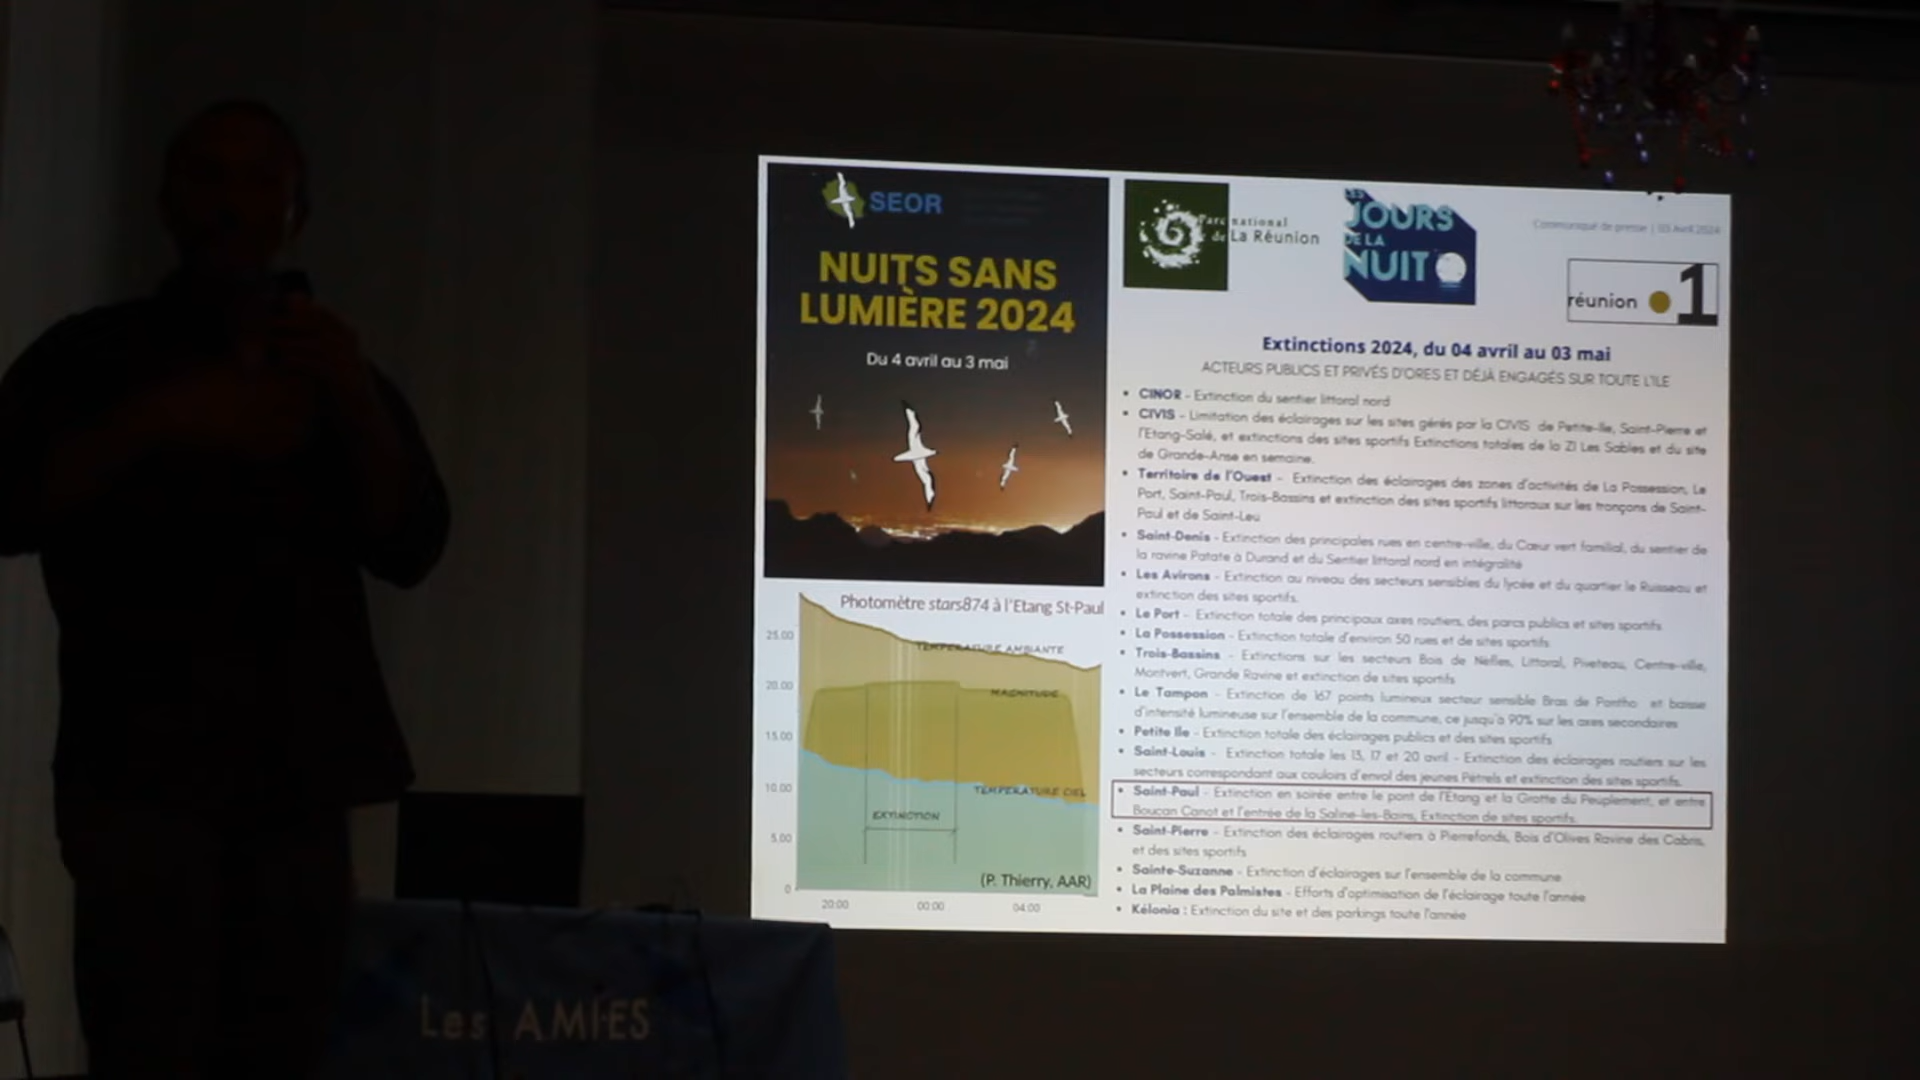 SEOR
NUITS SANS
LUMIÈRE 2024
Du 4 avril au 3 mai
Parc national
de La Réunion
LES
JOURS
DE LA
NUIT
Communiqué de presse | 03 Avril 2024
réunion 1
Extinctions 2024, du 04 avril au 03 mai
ACTEURS PUBLICS ET PRIVÉS D'ORES ET DÉJÀ ENGAGÉS SUR TOUTE L'ILE
• CINOR - Extinction du sentier littoral nord
• CIVIS - Limitation des éclairages sur les sites gérés par la CIVIS de Petite-Ile, Saint-Pierre et
l'Etang-Salé, et extinctions des sites sportifs Extinctions totales de la ZI Les Sables et du site
de Grande-Anse en semaine.
• Territoire de l'Ouest - Extinction des éclairages des zones d'activités de La Possession, Le
Port, Saint-Paul, Trois-Bassins et extinction des sites sportifs littoraux sur les tronçons de Saint-
Paul et de Saint-Leu
• Saint-Denis - Extinction des principales rues en centre-ville, du Cœur vert familial, du sentier de
la ravine Patate à Durand et du Sentier littoral nord en intégralité
• Les Avirons - Extinction au niveau des secteurs sensibles du lycée et du quartier le Ruisseau et
extinction des sites sportifs.
• Le Port - Extinction totale des principaux axes routiers, des parcs publics et sites sportifs
• La Possession - Extinction totale d'environ 50 rues et de sites sportifs
• Trois-Bassins - Extinctions sur les secteurs Bois de Nèfles, Littoral, Piveteau, Centre-ville,
Montvert, Grande Ravine et extinction de sites sportifs
• Le Tampon - Extinction de 167 points lumineux secteur sensible Bras de Pontho et baisse
d'intensité lumineuse sur l'ensemble de la commune, ce jusqu'à 90% sur les axes secondaires
• Petite Ile - Extinction totale des éclairages publics et des sites sportifs
• Saint-Louis - Extinction totale les 13, 17 et 20 avril - Extinction des éclairages routiers sur les
secteurs correspondant aux couloirs d'envol des jeunes Pétrels et extinction des sites sportifs.
• Saint-Paul - Extinction en soirée entre le pont de l'Étang et la Grotte du Peuplement, et entre
Boucan Canot et l'entrée de la Saline-les-Bains, Extinction de sites sportifs.
• Saint-Pierre - Extinction des éclairages routiers à Pierrefonds, Bois d'Olives Ravine des Cabris,
et des sites sportifs
• Sainte-Suzanne - Extinction d'éclairages sur l'ensemble de la commune
• La Plaine des Palmistes - Efforts d'optimisation de l'éclairage toute l'année
• Kélonia : Extinction du site et des parkings toute l'année
Photomètre stars874 à l'Etang St-Paul
25.00
TEMPERATURE AMBIANTE
20.00
MAGNITUDE
15.00
10.00
TEMPERATURE CIEL
EXTINCTION
5.00
(P. Thierry, AAR)
0
20:00 00:00 04:00
Les AMIES